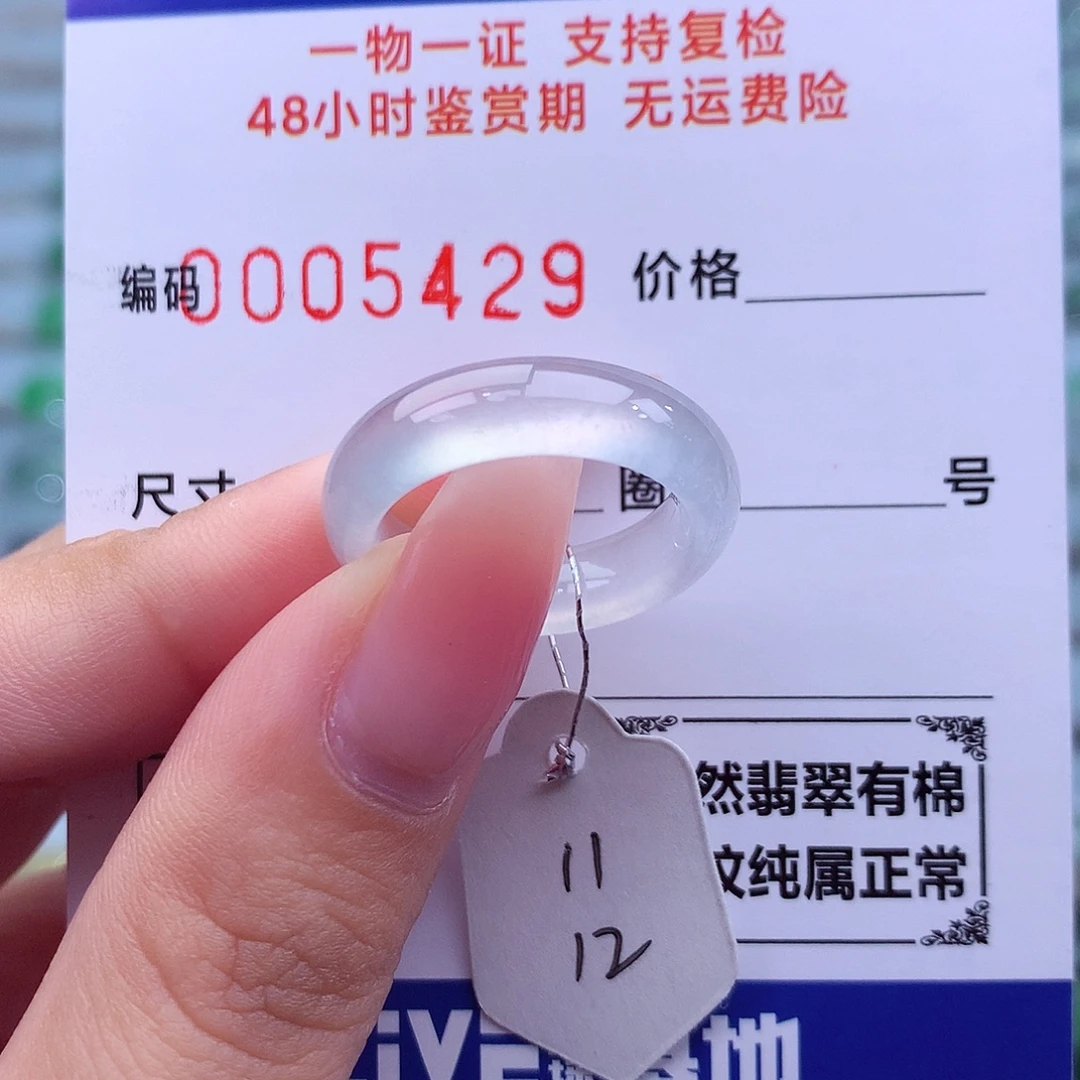 一物一证 支持复检
48小时鉴赏期 无运费险
编码0005429 价格
尺寸 圈 号
然翡翠有棉
纹纯属正常
11
12
地